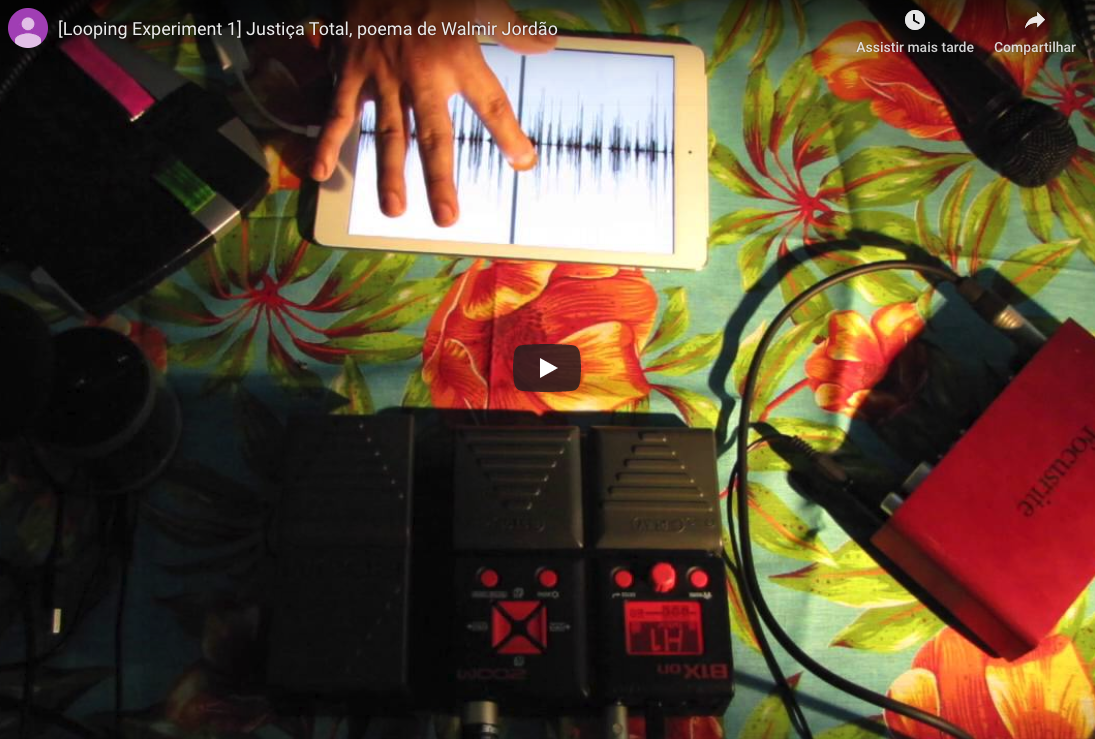 [Looping Experiment 1] Justiça Total, poema de Walmir Jordão
Assistir mais tarde
Compartilhar
Focusrite
ZOOM
B1Xon